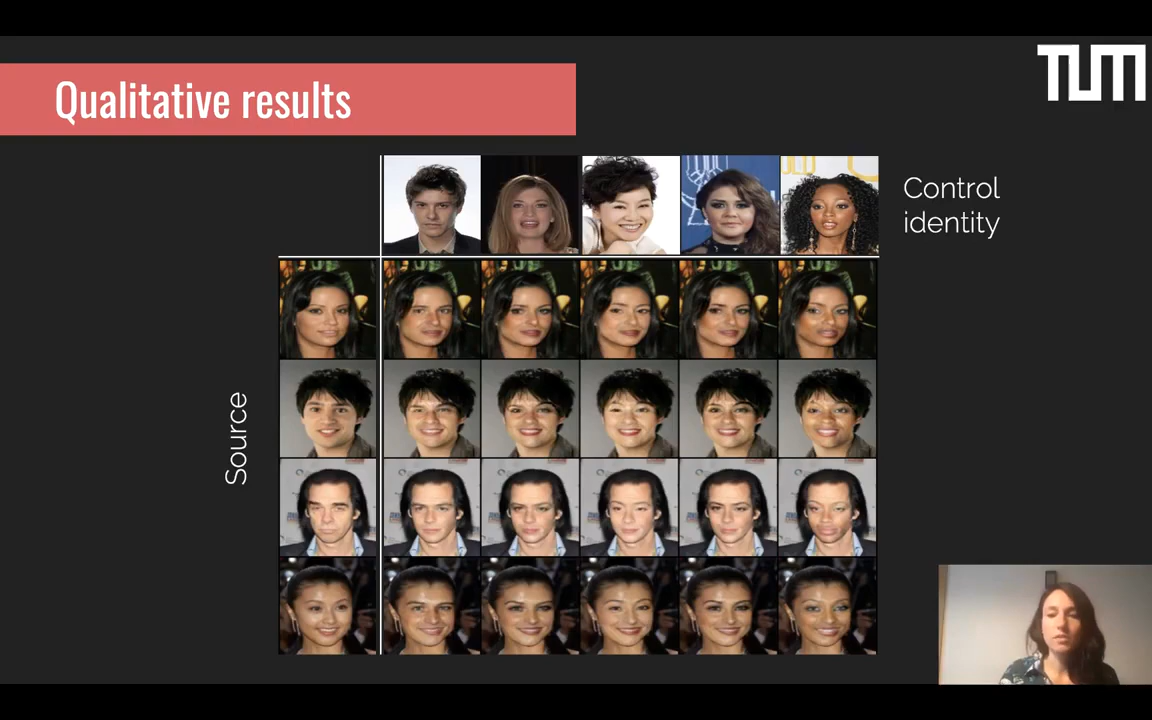 Qualitative results
TUM
Control
identity
Source